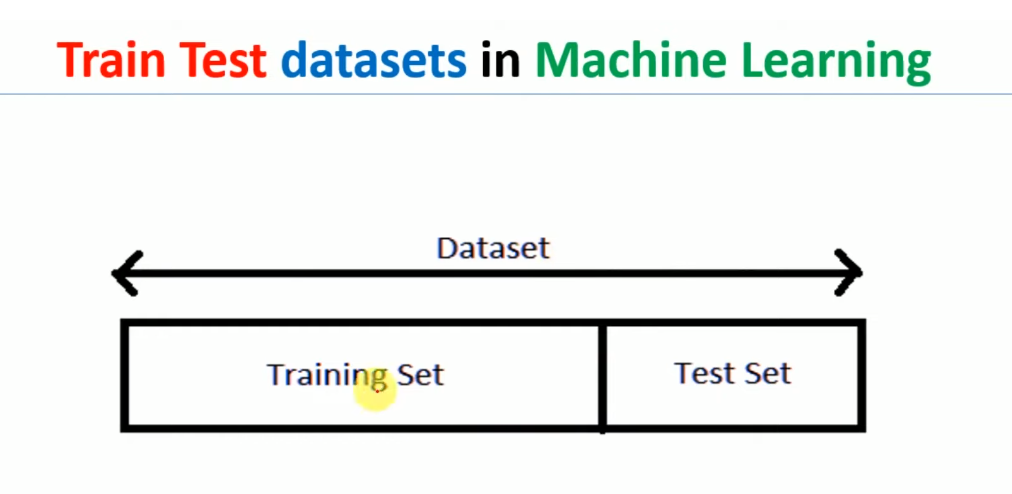 Train Test datasets in Machine Learning
Dataset
Training Set
Test Set